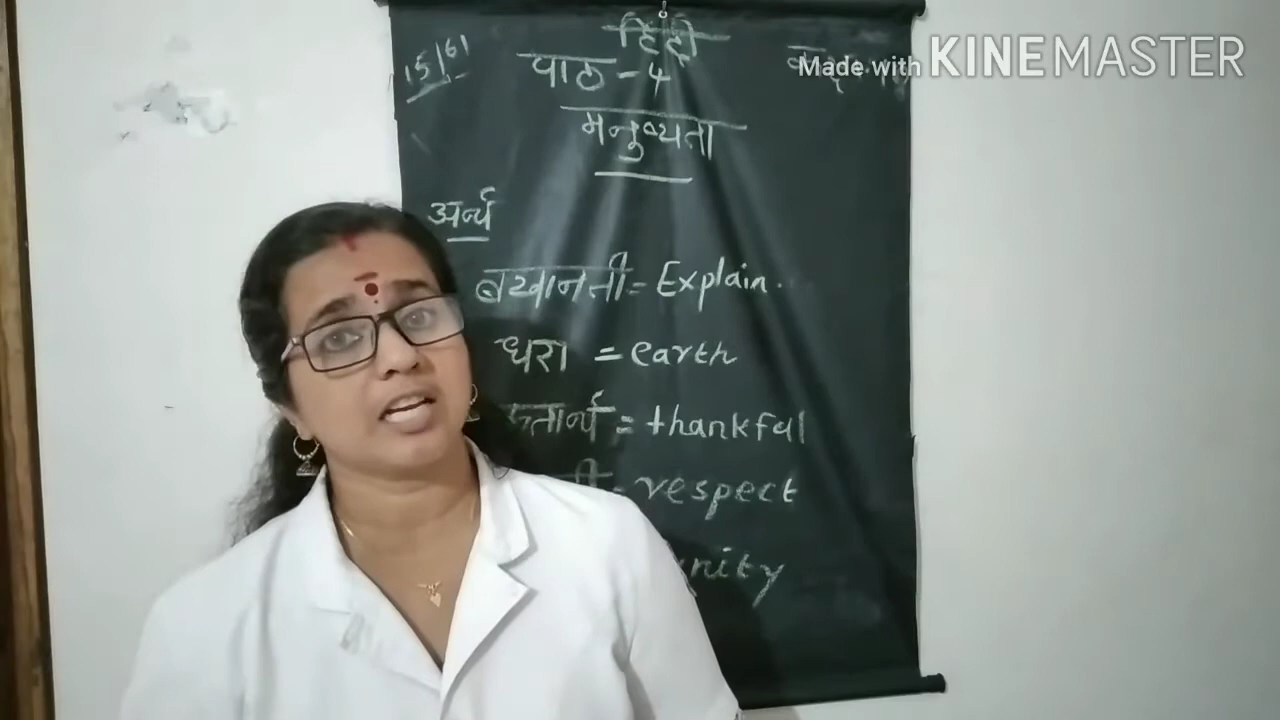 Made with KINEMASTER
हिंदी
15/6/
पाठ - 4
मनुष्यता
अर्थ
बखानती = Explain.
धरा = earth
= thankful
= respect